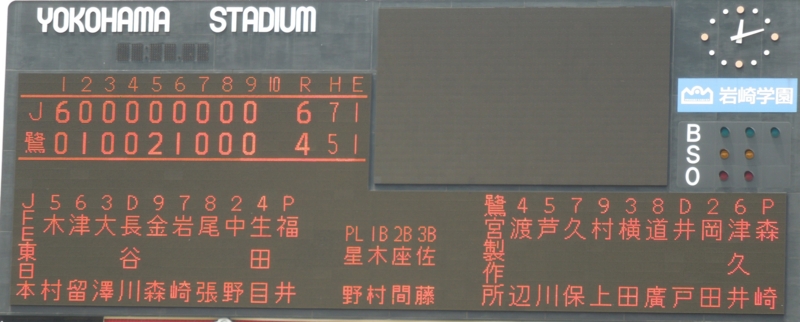 YOKOHAMA STADIUM
1 2 3 4 5 6 7 8 9 10 R H E
J 6 0 0 0 0 0 0 0 0 6 7 1
鷺 0 1 0 0 2 1 0 0 0 4 5 1
岩崎学園
B
S
O
JFE東日本
5 木村
6 津留
3 大澤
D 長谷川
9 金森
7 岩崎
8 尾張
2 中野
4 生田目
P 福井
PL 星野
1B 木村
2B 座間
3B 佐藤
鷺宮製作所
4 渡辺
5 芦川
7 久保
9 村上
3 横田
8 道廣
D 井戸
2 岡田
6 津久井
P 森崎